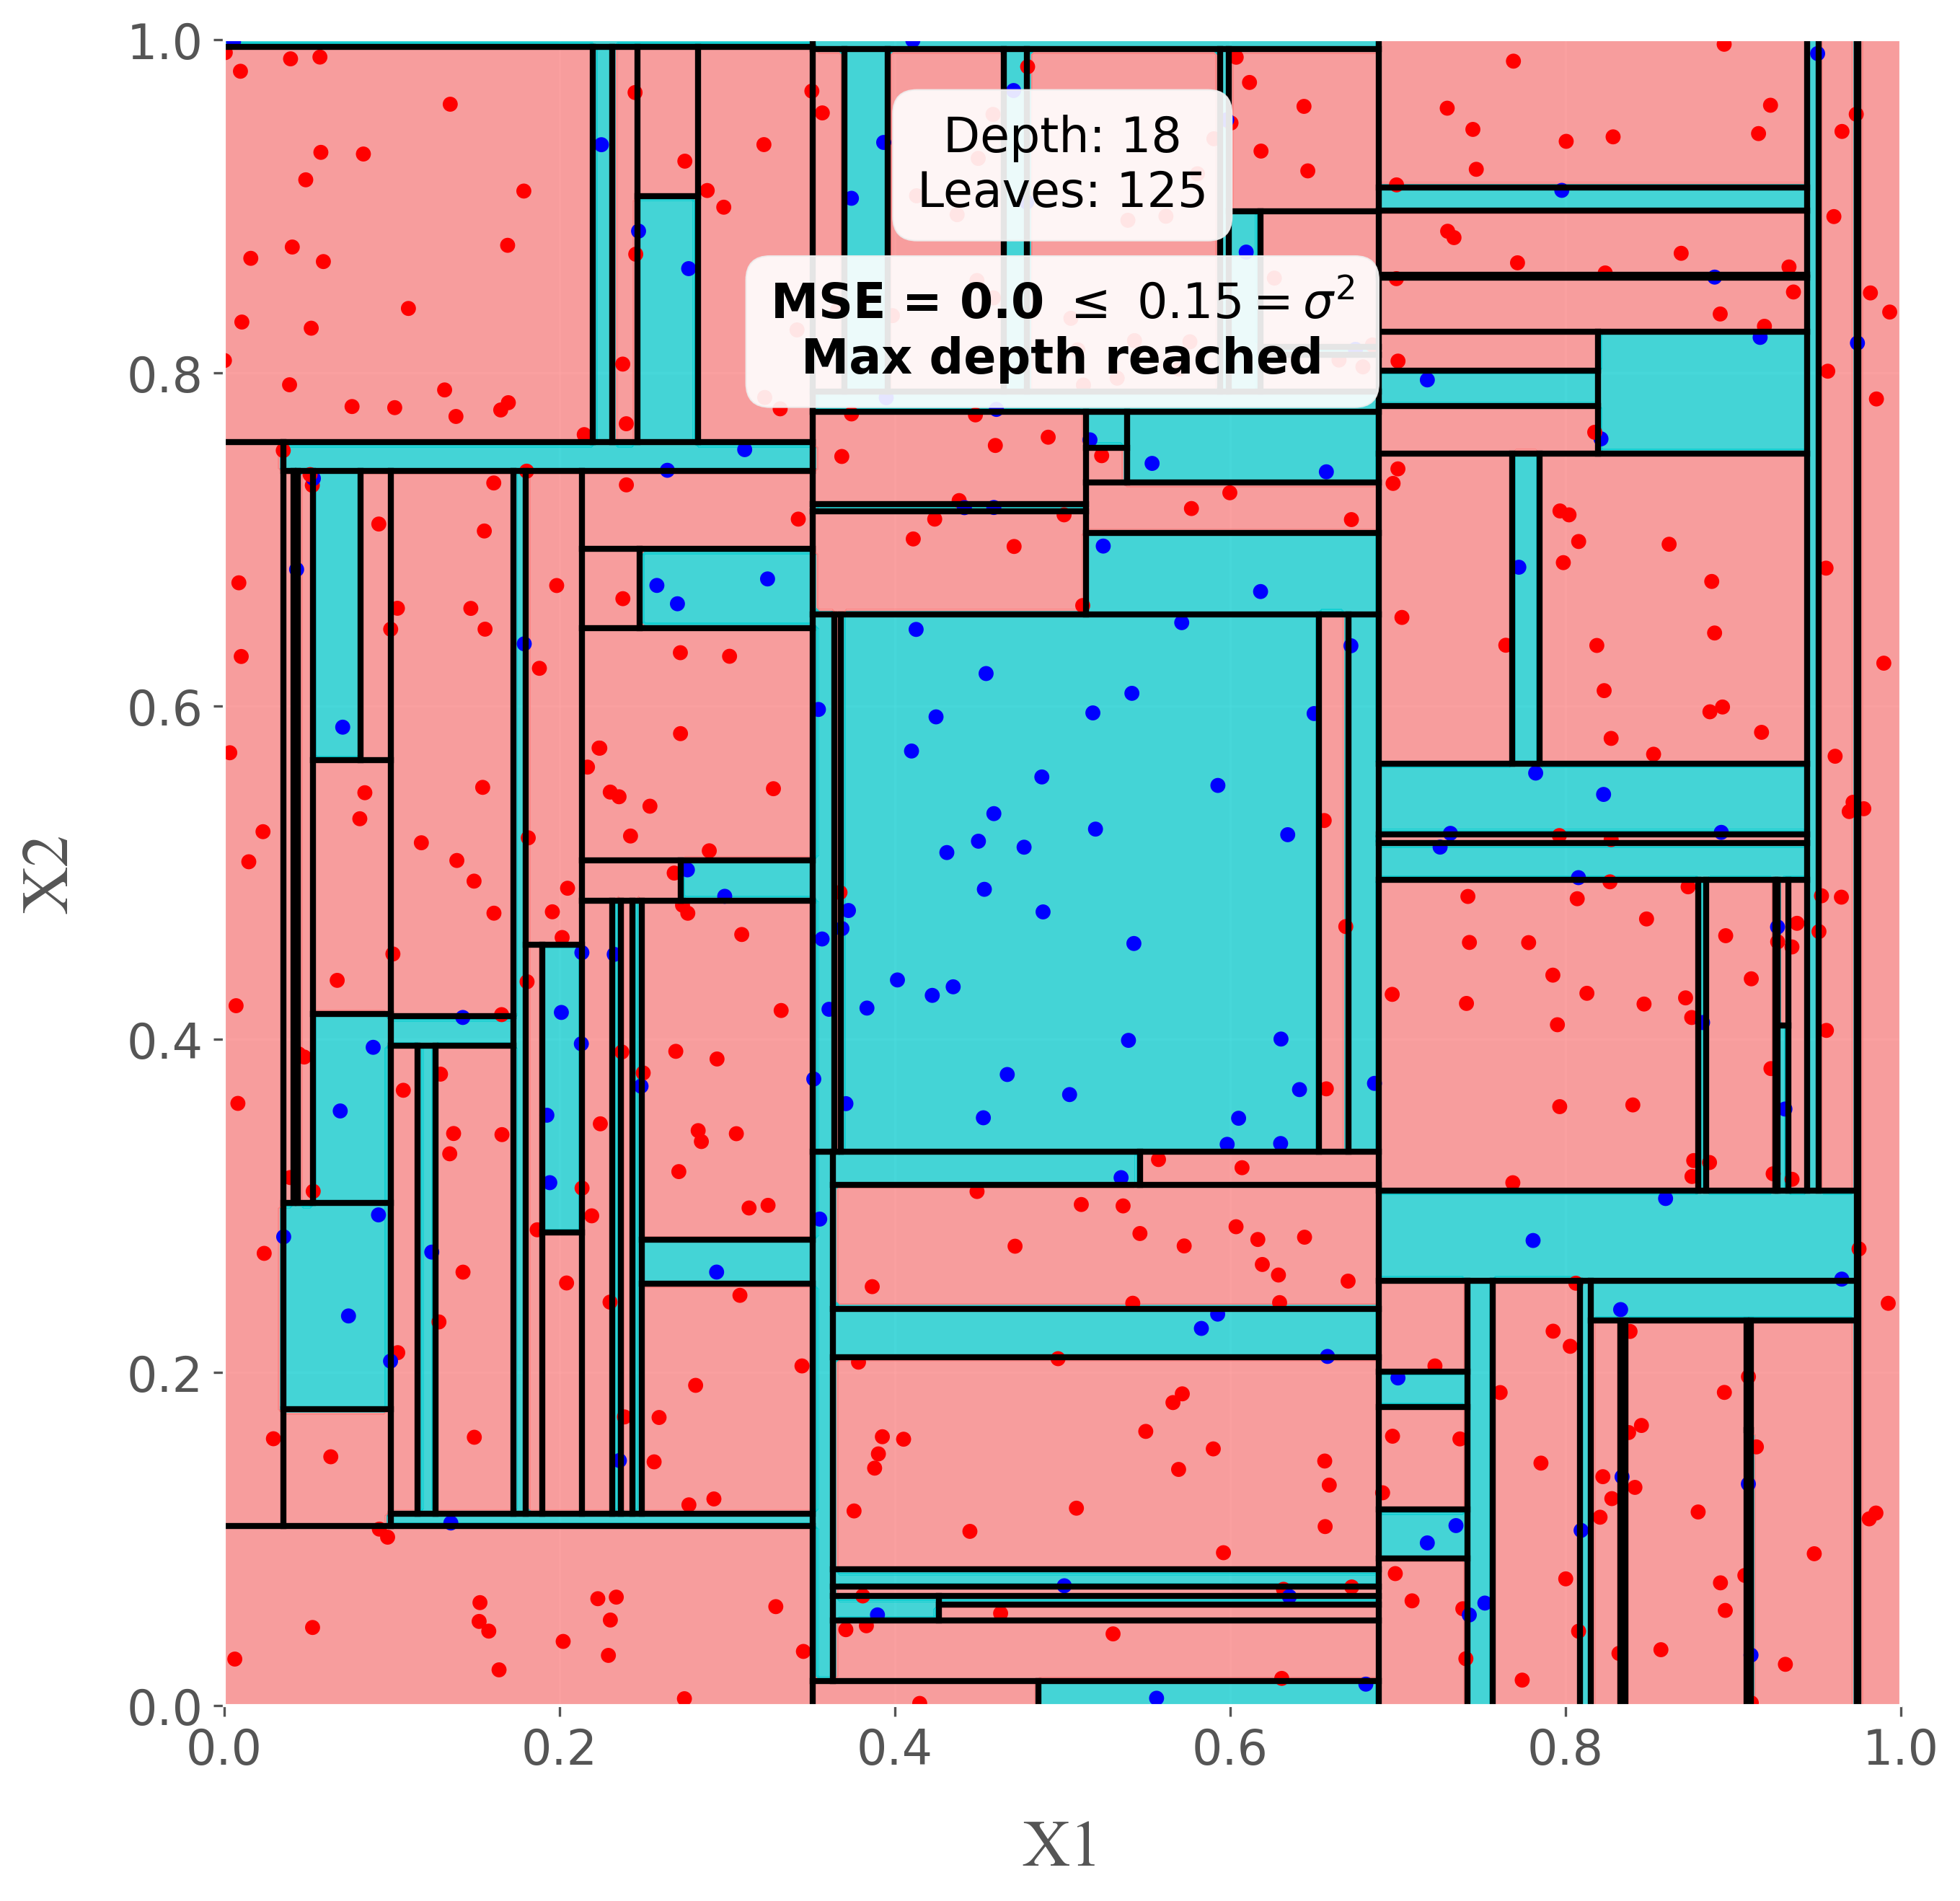 Depth: 18
Leaves: 125
MSE = 0.0 ≤ 0.15 = σ²
Max depth reached
1.0
0.8
0.6
0.4
0.2
0.0
X2
0.0 0.2 0.4 0.6 0.8 1.0
X1